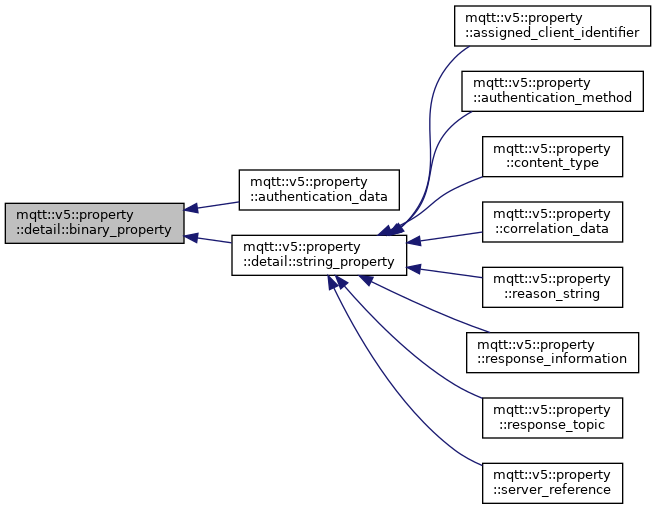 mqtt::v5::property
::assigned_client_identifier
mqtt::v5::property
::authentication_method
mqtt::v5::property
::content_type
mqtt::v5::property
::authentication_data
mqtt::v5::property
::detail::binary_property
mqtt::v5::property
::correlation_data
mqtt::v5::property
::detail::string_property
mqtt::v5::property
::reason_string
mqtt::v5::property
::response_information
mqtt::v5::property
::response_topic
mqtt::v5::property
::server_reference